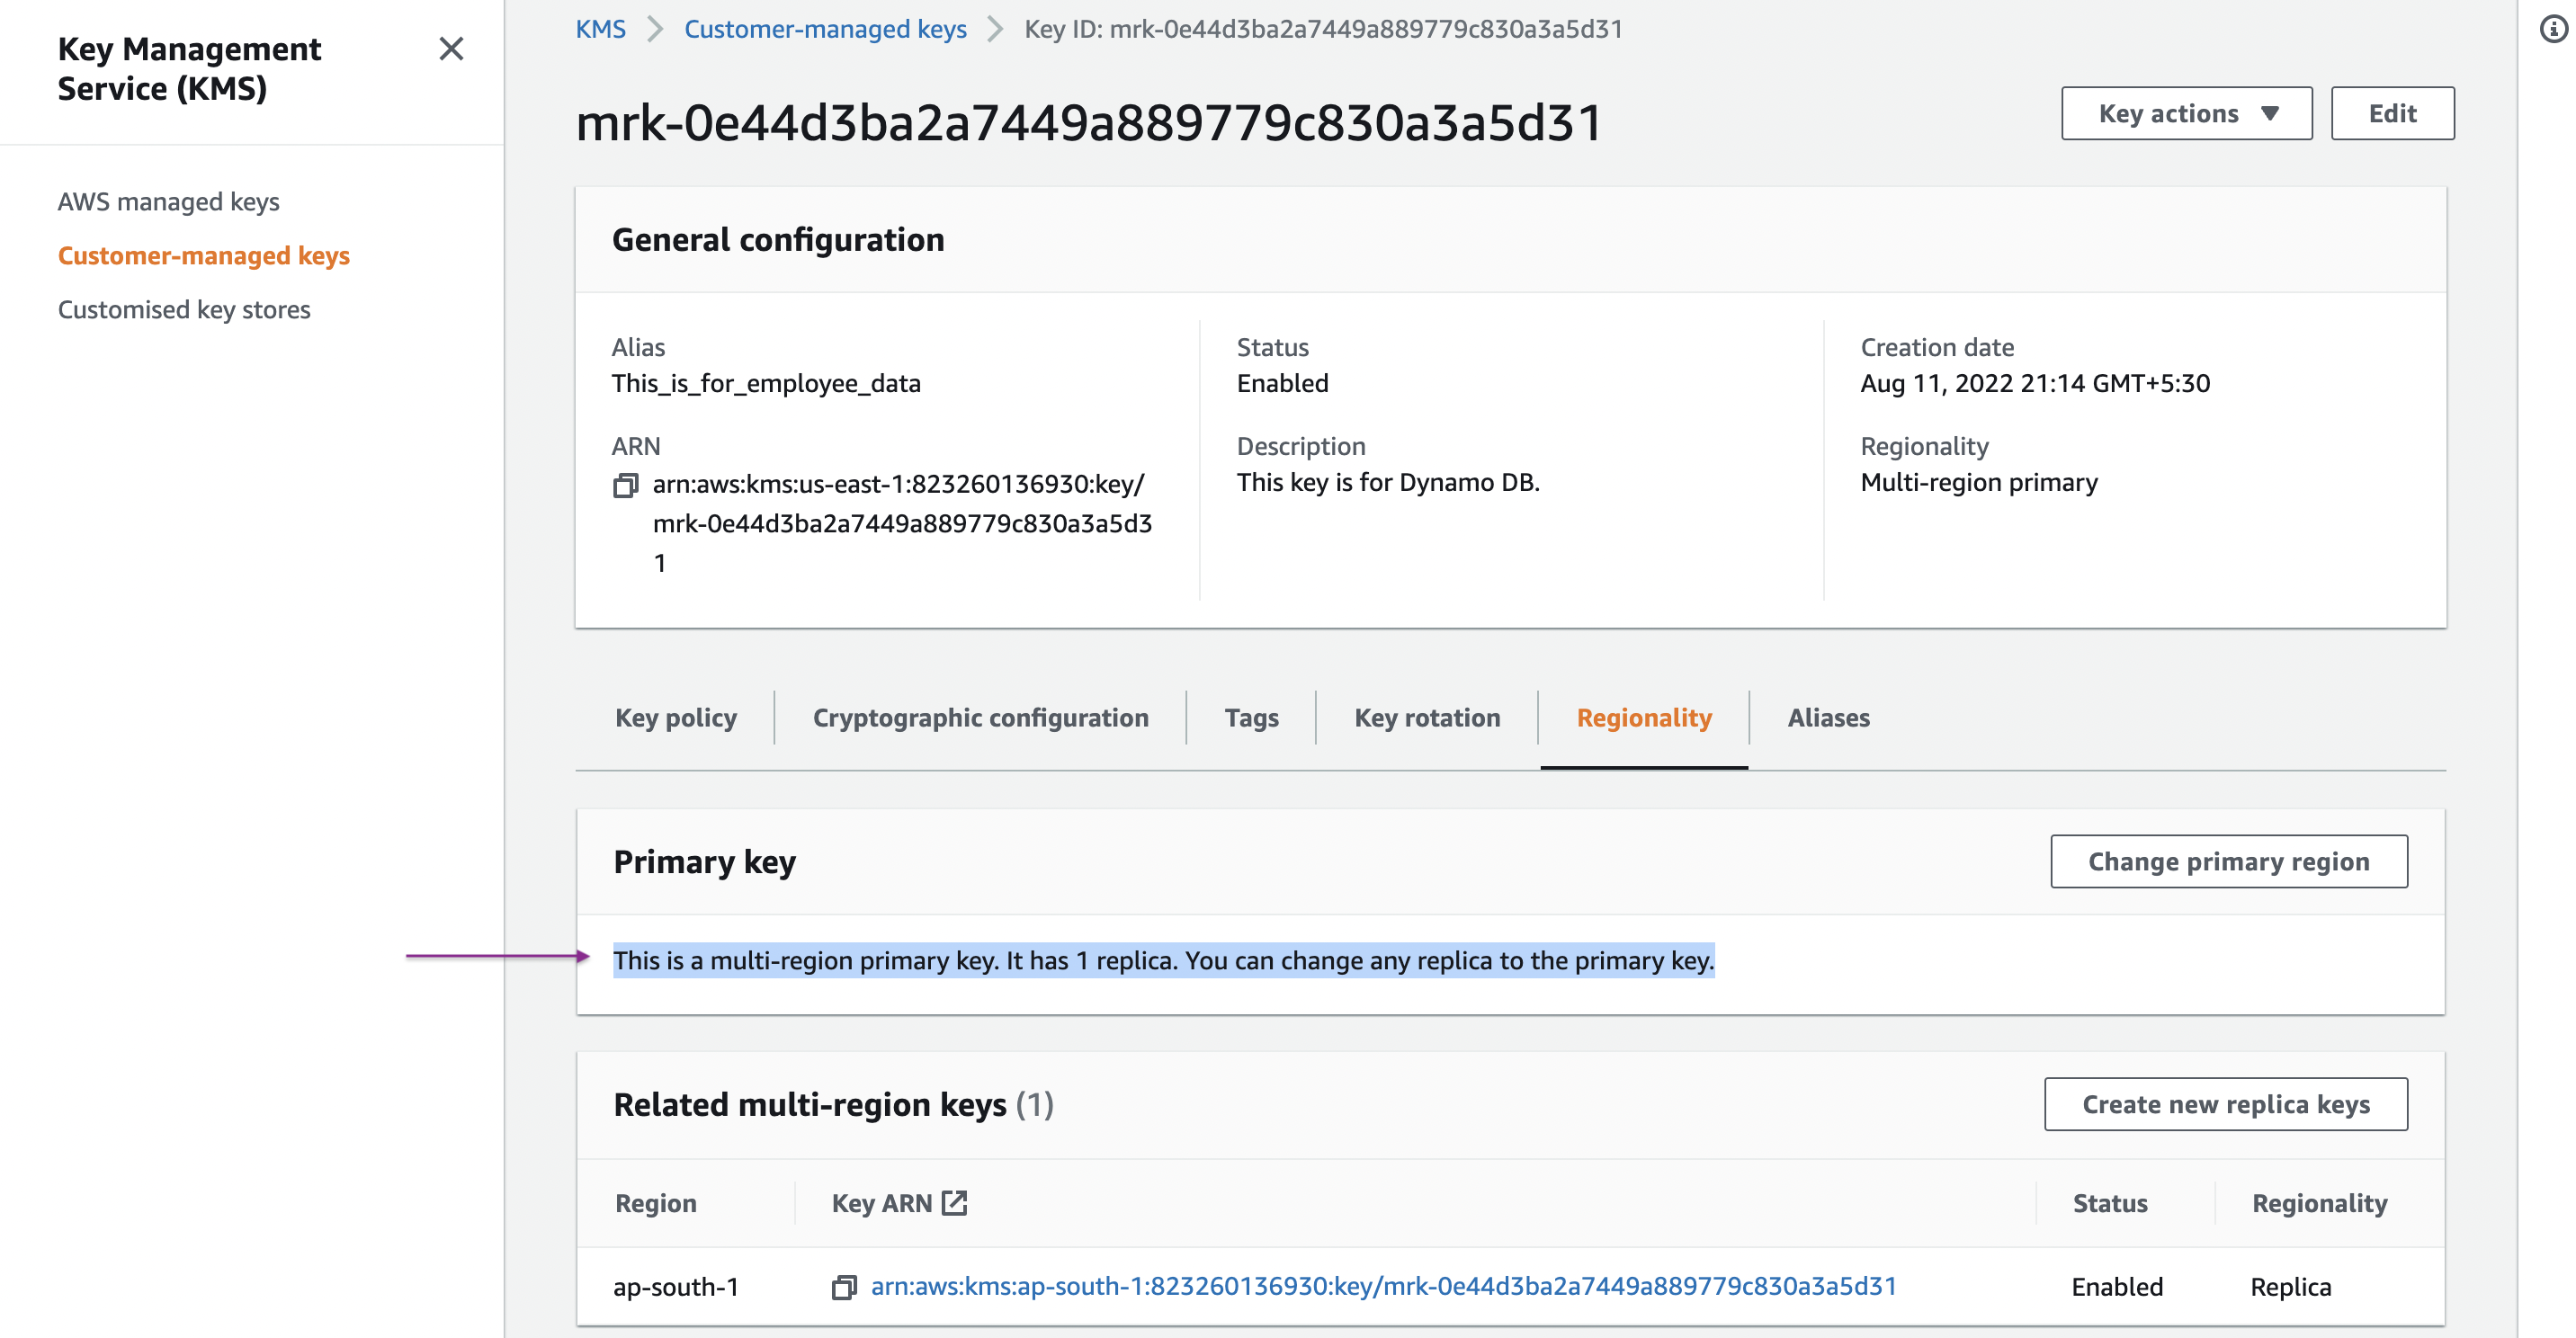 Key Management
Service (KMS)
AWS managed keys
Customer-managed keys
Customised key stores
KMS
Customer-managed keys
Key ID: mrk-0e44d3ba2a7449a889779c830a3a5d31
mrk-0e44d3ba2a7449a889779c830a3a5d31
Key actions
Edit
General configuration
Alias
This_is_for_employee_data
ARN
arn:aws:kms:us-east-1:823260136930:key/
mrk-0e44d3ba2a7449a889779c830a3a5d3
1
Status
Enabled
Description
This key is for Dynamo DB.
Creation date
Aug 11, 2022 21:14 GMT+5:30
Regionality
Multi-region primary
Key policy
Cryptographic configuration
Tags
Key rotation
Regionality
Aliases
Primary key
Change primary region
This is a multi-region primary key. It has 1 replica. You can change any replica to the primary key.
Related multi-region keys (1)
Create new replica keys
Region
Key ARN
Status
Regionality
ap-south-1
arn:aws:kms:ap-south-1:823260136930:key/mrk-0e44d3ba2a7449a889779c830a3a5d31
Enabled
Replica